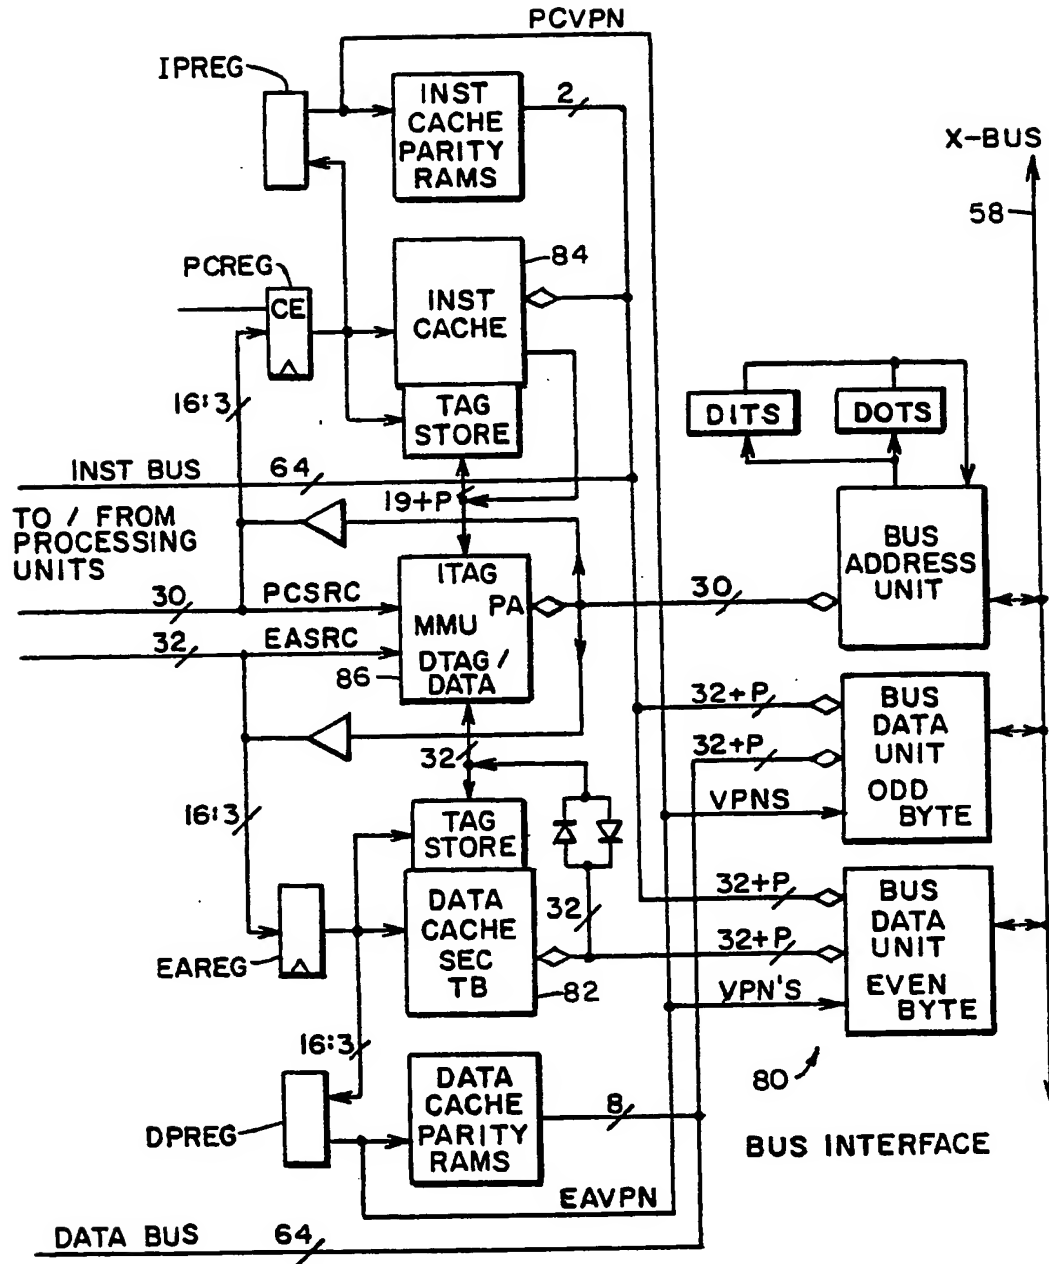 PCVPN
IPREG
INST
CACHE
PARITY
RAMS
2
X-BUS
58
84
PCREG
CE
INST
CACHE
16:3
TAG
STORE
DITS
DOTS
INST BUS
64
19+P
TO / FROM
PROCESSING
UNITS
BUS
ADDRESS
UNIT
ITAG
30
PCSRC
PA
30
MMU
32
EASRC
DTAG /
DATA
86
32+P
BUS
DATA
UNIT
ODD
BYTE
32+P
VPNS
32
16:3
TAG
STORE
DATA
CACHE
SEC
TB
32
32+P
BUS
DATA
UNIT
EVEN
BYTE
32+P
VPN'S
EAREG
82
16:3
80
DATA
CACHE
PARITY
RAMS
8
DPREG
BUS INTERFACE
EAVPN
DATA BUS
64